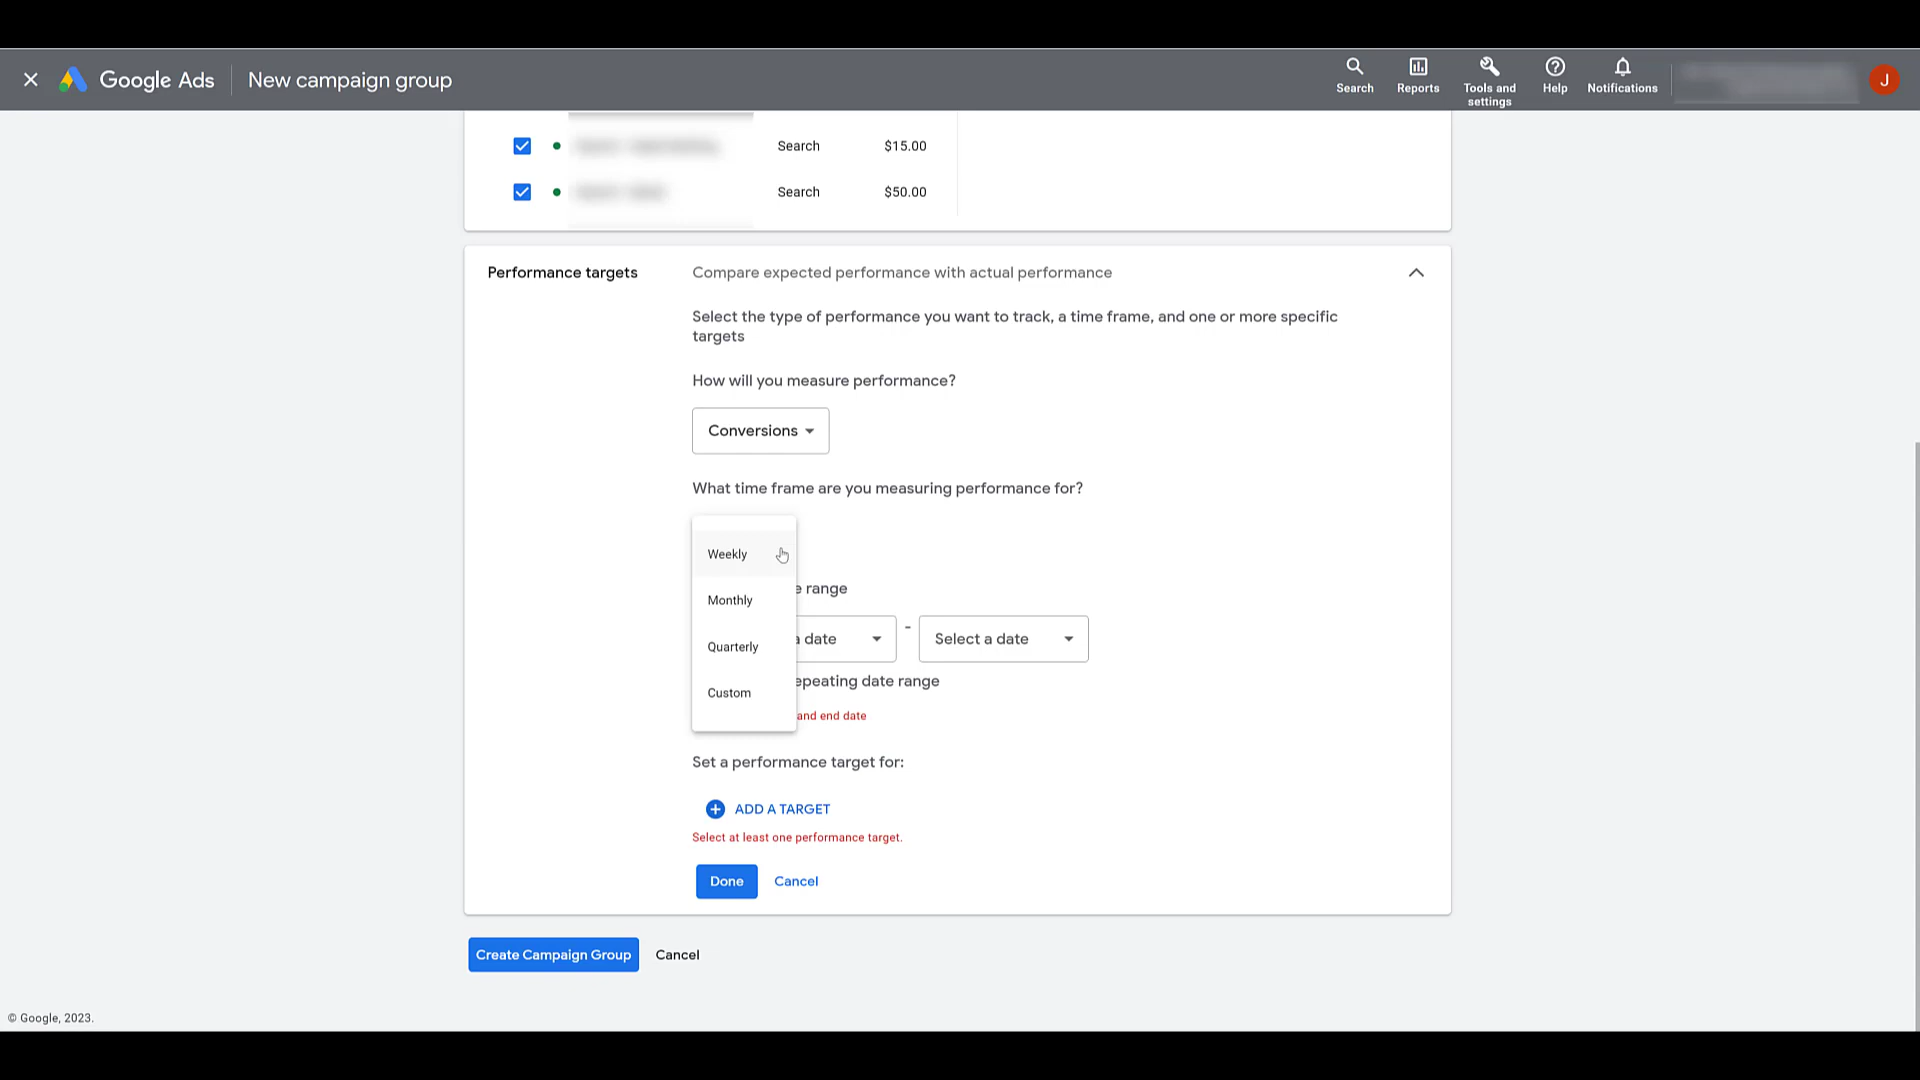 Google Ads
New campaign group
Search
Reports
Tools and
settings
Help
Notifications
J
Search $15.00
Search $50.00
Performance targets
Compare expected performance with actual performance
Select the type of performance you want to track, a time frame, and one or more specific
targets
How will you measure performance?
Conversions
What time frame are you measuring performance for?
Weekly
Monthly
Quarterly
Custom
range
date - Select a date
date range
and end date
Set a performance target for:
ADD A TARGET
Select at least one performance target.
Done Cancel
Create Campaign Group Cancel
© Google, 2023.